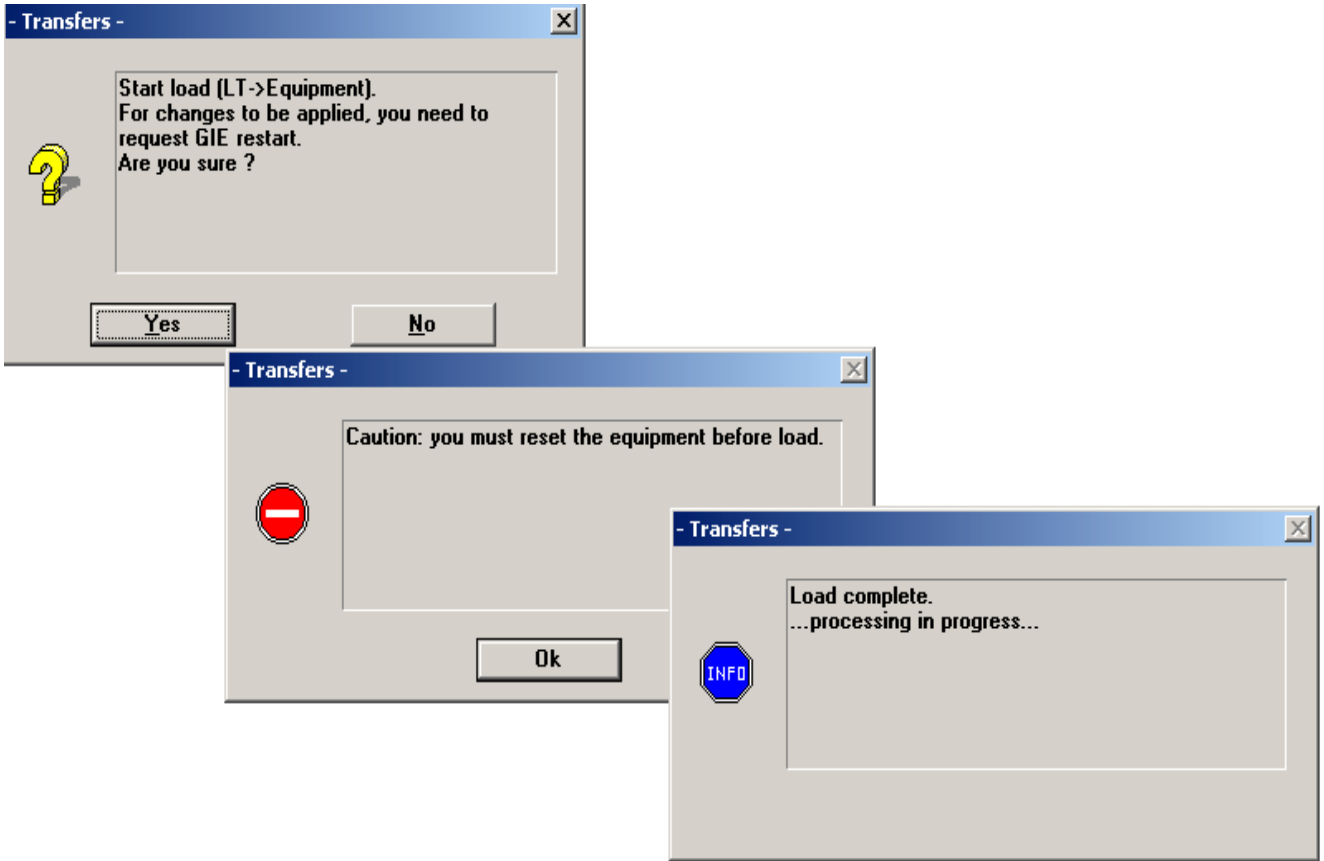 - Transfers -
Start load (LT->Equipment).
For changes to be applied, you need to
request GIE restart.
Are you sure ?
Yes
No
- Transfers -
Caution: you must reset the equipment before load.
Ok
- Transfers -
Load complete.
...processing in progress...
INFO